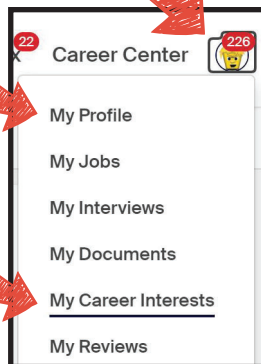 22
Career Center
226
My Profile
My Jobs
My Interviews
My Documents
My Career Interests
My Reviews